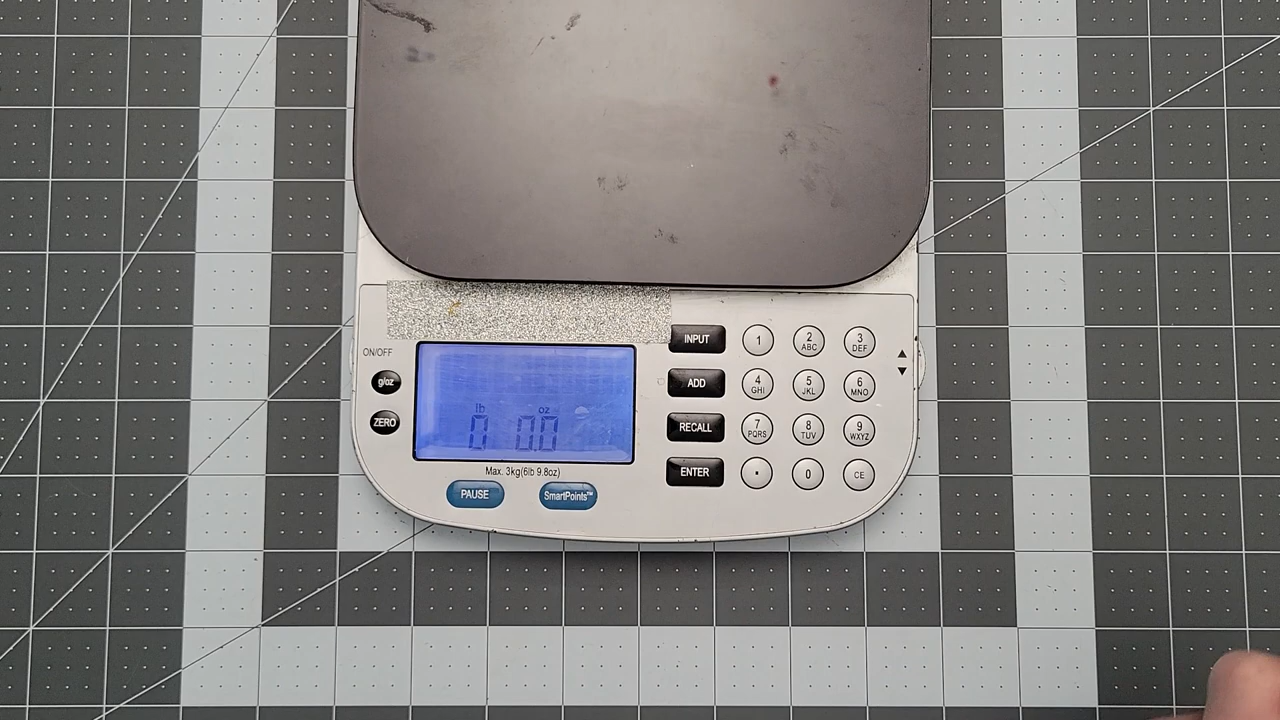 ON/OFF
g/oz
ZERO
lb oz
0 0.0
Max. 3kg(6lb 9.8oz)
PAUSE
SmartPoints™
INPUT
1
2
ABC
3
DEF
ADD
4
GHI
5
JKL
6
MNO
RECALL
7
PQRS
8
TUV
9
WXYZ
ENTER
.
0
CE